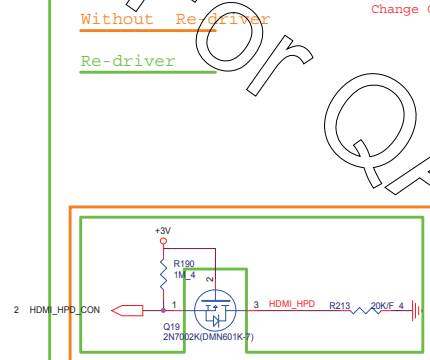 Without Re-driver
Change
Re-driver
or
+3V
R190
1M_4
2
2 HDMI_HPD_CON
1
3
HDMI_HPD
R213
20K/F_4
Q19
2N7002K(DMN601K-7)